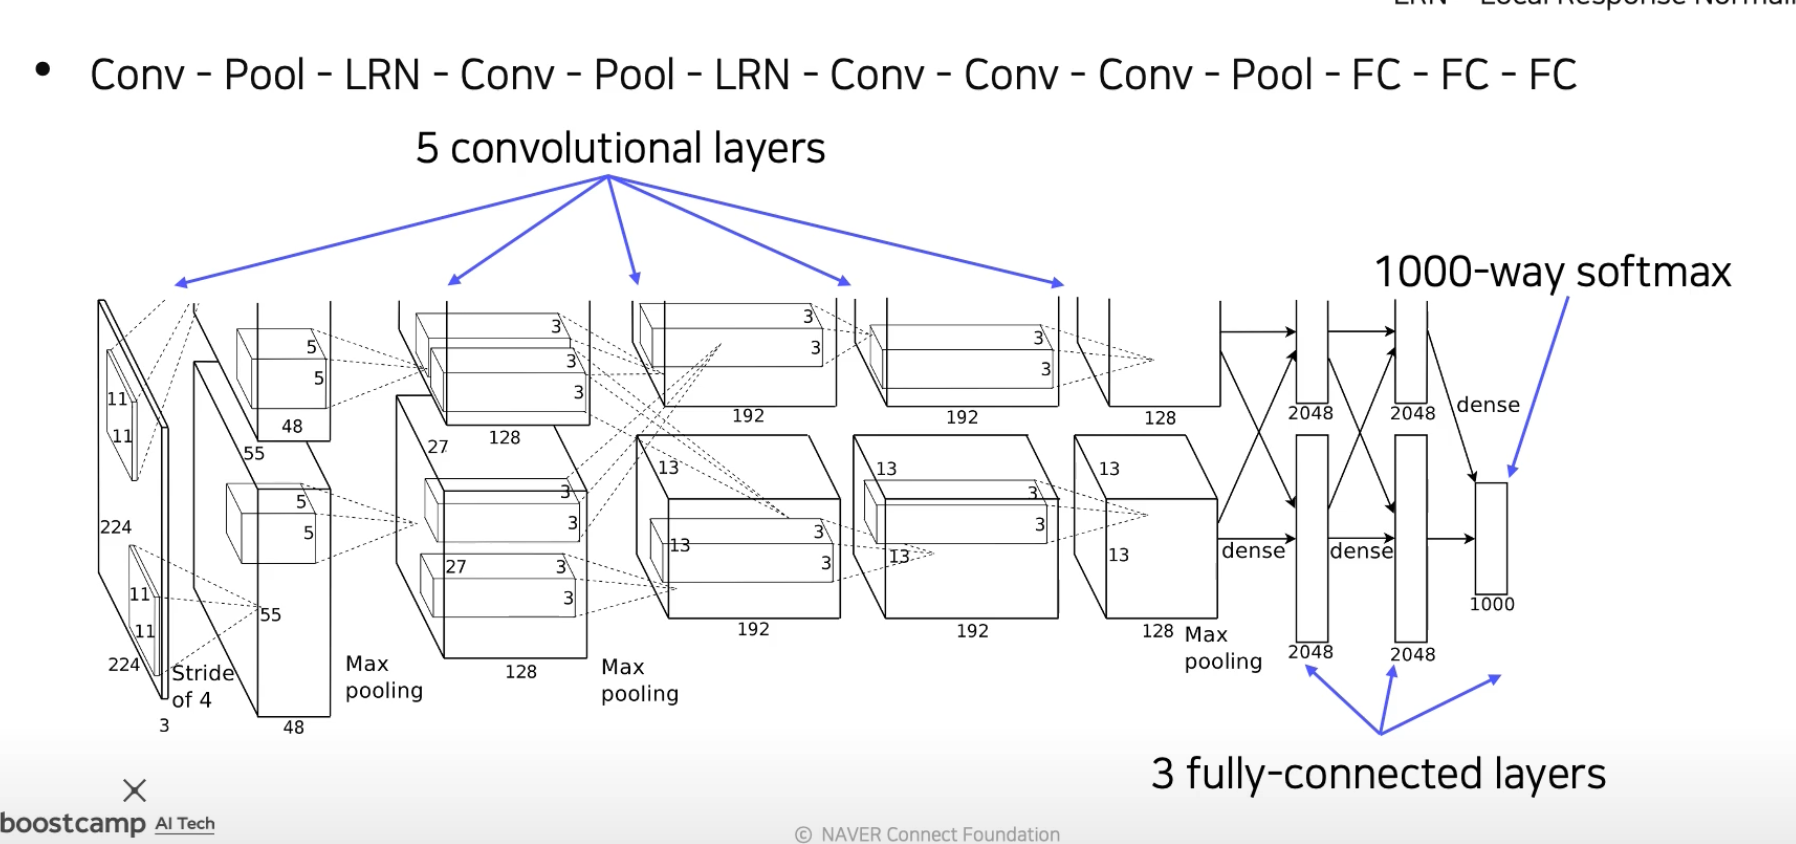 LRN - Local Response Normali
• Conv - Pool - LRN - Conv - Pool - LRN - Conv - Conv - Conv - Pool - FC - FC - FC
5 convolutional layers
1000-way softmax
11
11
224
11
11
224
3
Stride
of 4
5
5
48
55
5
5
55
48
Max
pooling
3
3
3
128
27
3
3
27
3
3
128
Max
pooling
3
3
192
13
13
3
3
192
3
3
192
13
3
3
13
192
128
13
13
128
Max
pooling
dense
2048
2048
dense
2048
2048
dense
1000
3 fully-connected layers
boostcamp AI Tech
© NAVER Connect Foundation